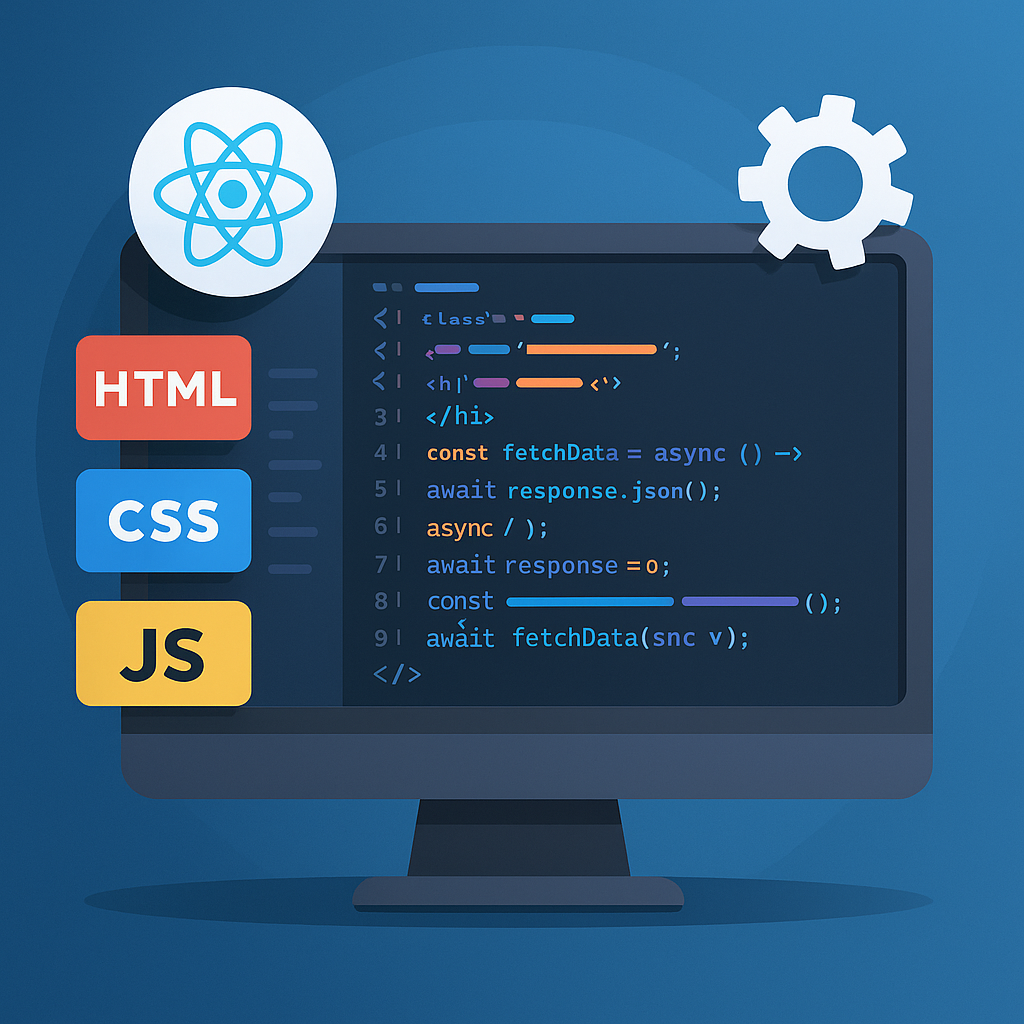 HTML
CSS
JS
< |
< | ';
< | <h|' <'>
3 | </hi>
4 | const fetchData = async () —>
5 | await response.json();
6 | async / );
7 | await response = o;
8 | const ();
9 | await fetchData(snc v);
</>